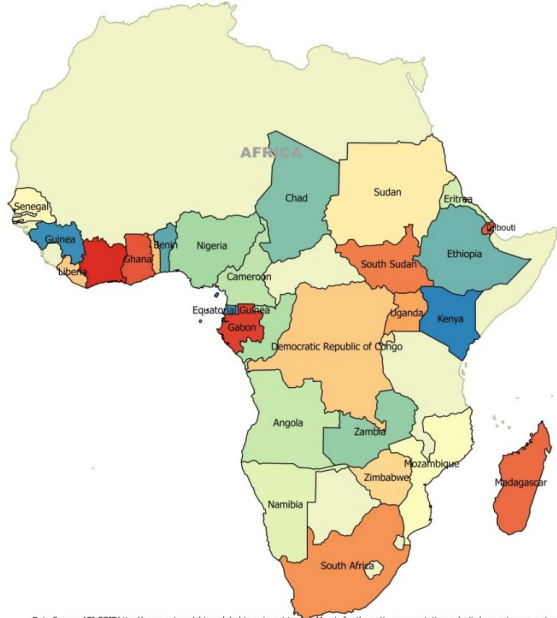 AFRICA
Senegal
Guinea
Liberia
Ghana
Benin
Nigeria
Chad
Sudan
Eritrea
Djibouti
Ethiopia
South Sudan
Cameroon
Equatorial Guinea
Gabon
Uganda
Kenya
Democratic Republic of Congo
Angola
Zambia
Mozambique
Zimbabwe
Madagascar
Namibia
South Africa